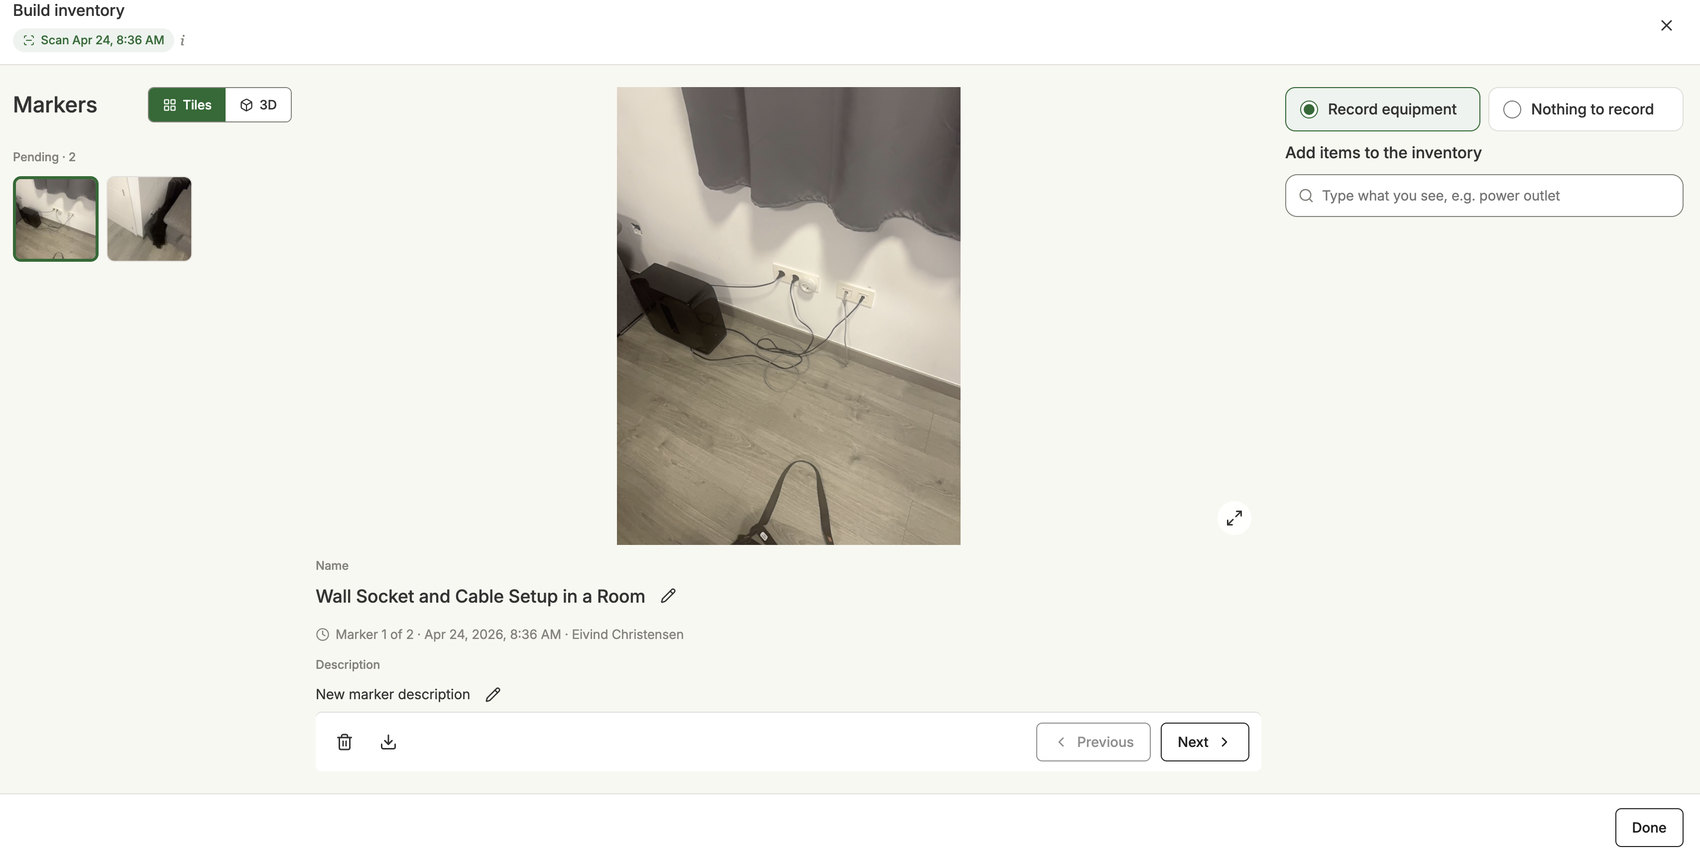 Build inventory
Scan Apr 24, 8:36 AM i
Markers
Tiles
3D
Pending · 2
Record equipment
Nothing to record
Add items to the inventory
Type what you see, e.g. power outlet
Name
Wall Socket and Cable Setup in a Room
Marker 1 of 2 · Apr 24, 2026, 8:36 AM · Eivind Christensen
Description
New marker description
Previous
Next
Done